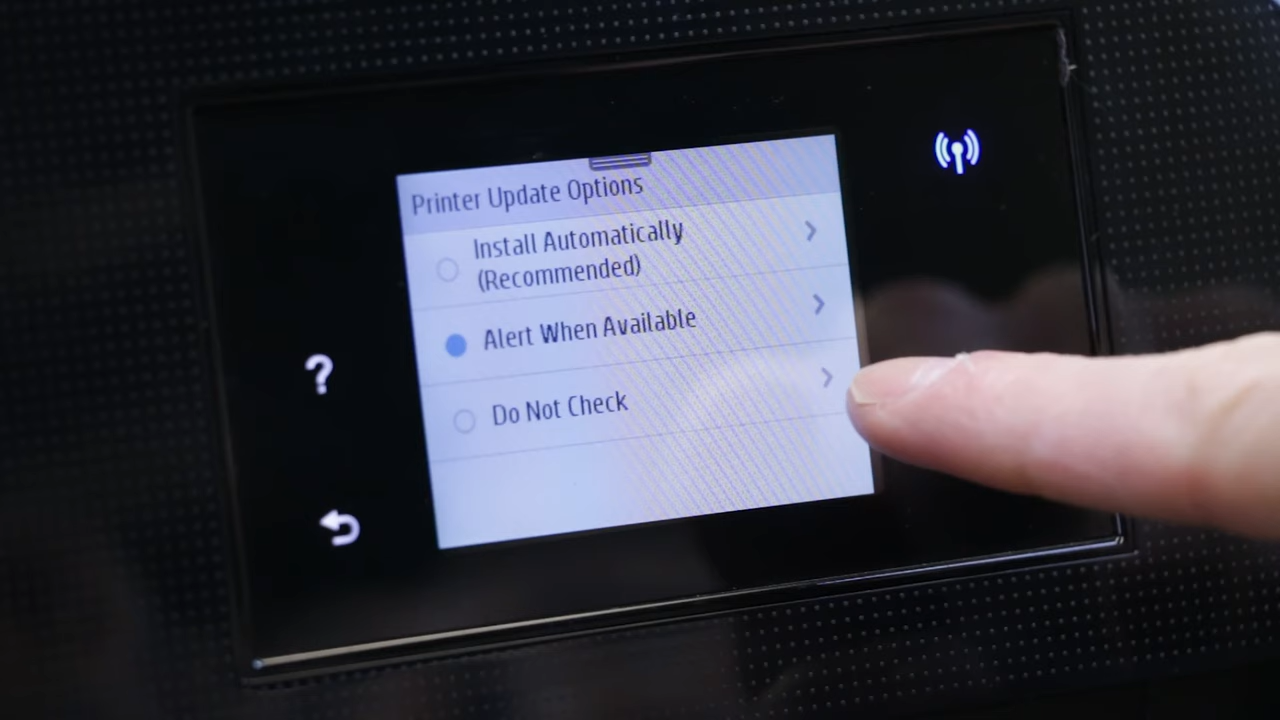 Printer Update Options
Install Automatically
(Recommended)
Alert When Available
Do Not Check
?